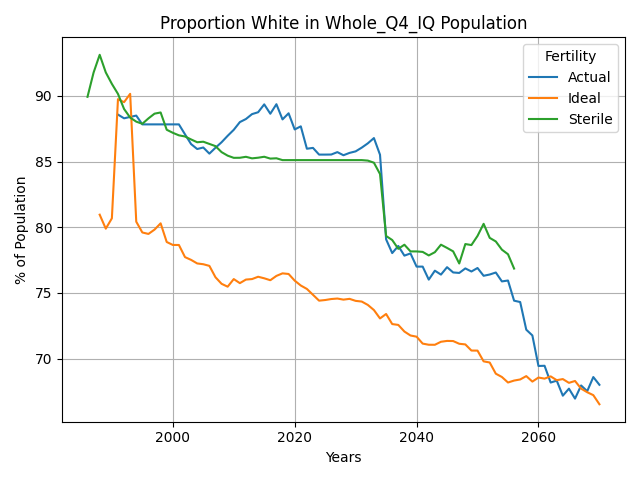 Proportion White in Whole_Q4_IQ Population
Fertility
Actual
Ideal
Sterile
% of Population
90
85
80
75
70
2000
2020
2040
2060
Years